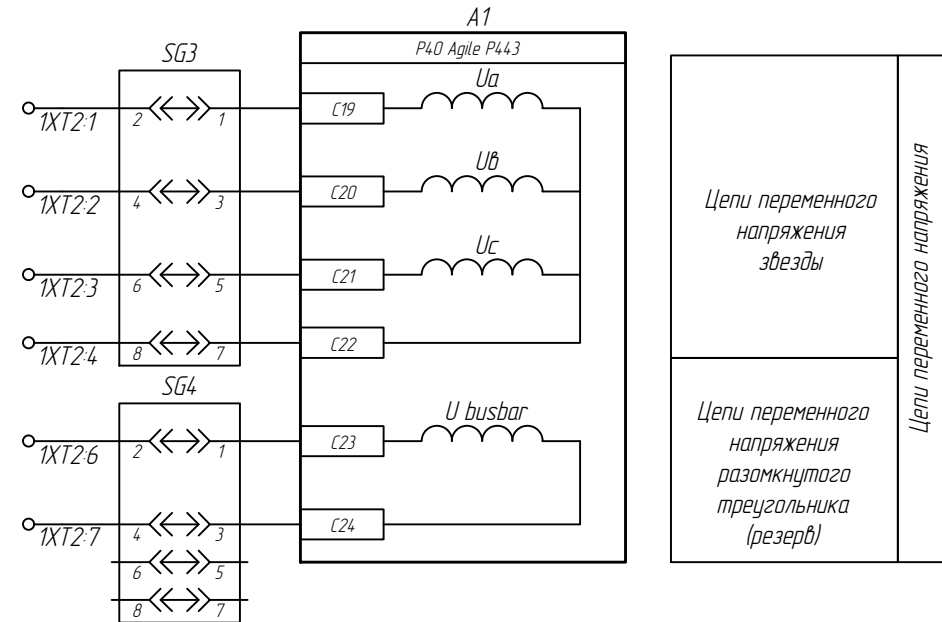 A1
P40 Agile P443
SG3
1XT2:1
2
1
C19
Ua
1XT2:2
4
3
C20
Uв
1XT2:3
6
5
C21
Uc
1XT2:4
8
7
C22
SG4
1XT2:6
2
1
C23
U busbar
1XT2:7
4
3
C24
6
5
8
7
Цепи переменного
напряжения
звезды
Цепи переменного
напряжения
разомкнутого
треугольника
(резерв)
Цепи переменного напряжения